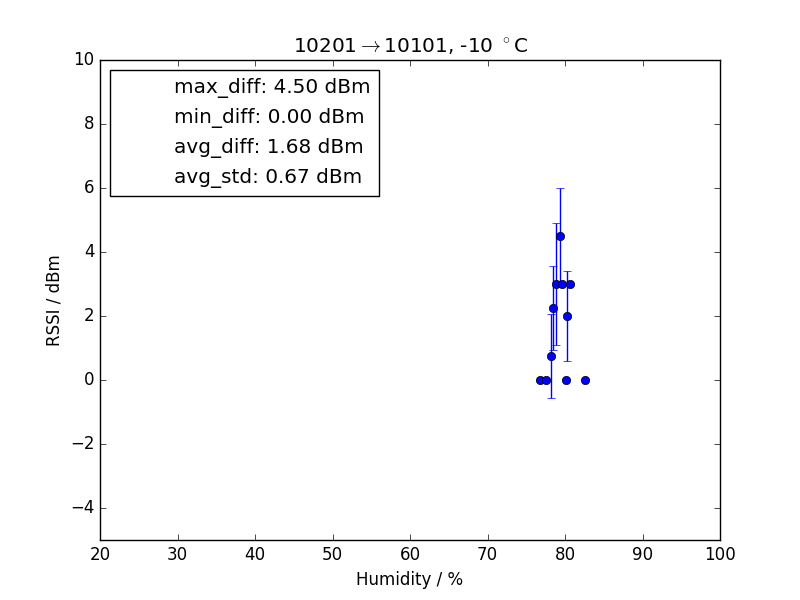 10201→10101, -10 °C
max_diff: 4.50 dBm
min_diff: 0.00 dBm
avg_diff: 1.68 dBm
avg_std: 0.67 dBm
RSSI / dBm
10
8
6
4
2
0
−2
−4
20 30 40 50 60 70 80 90 100
Humidity / %